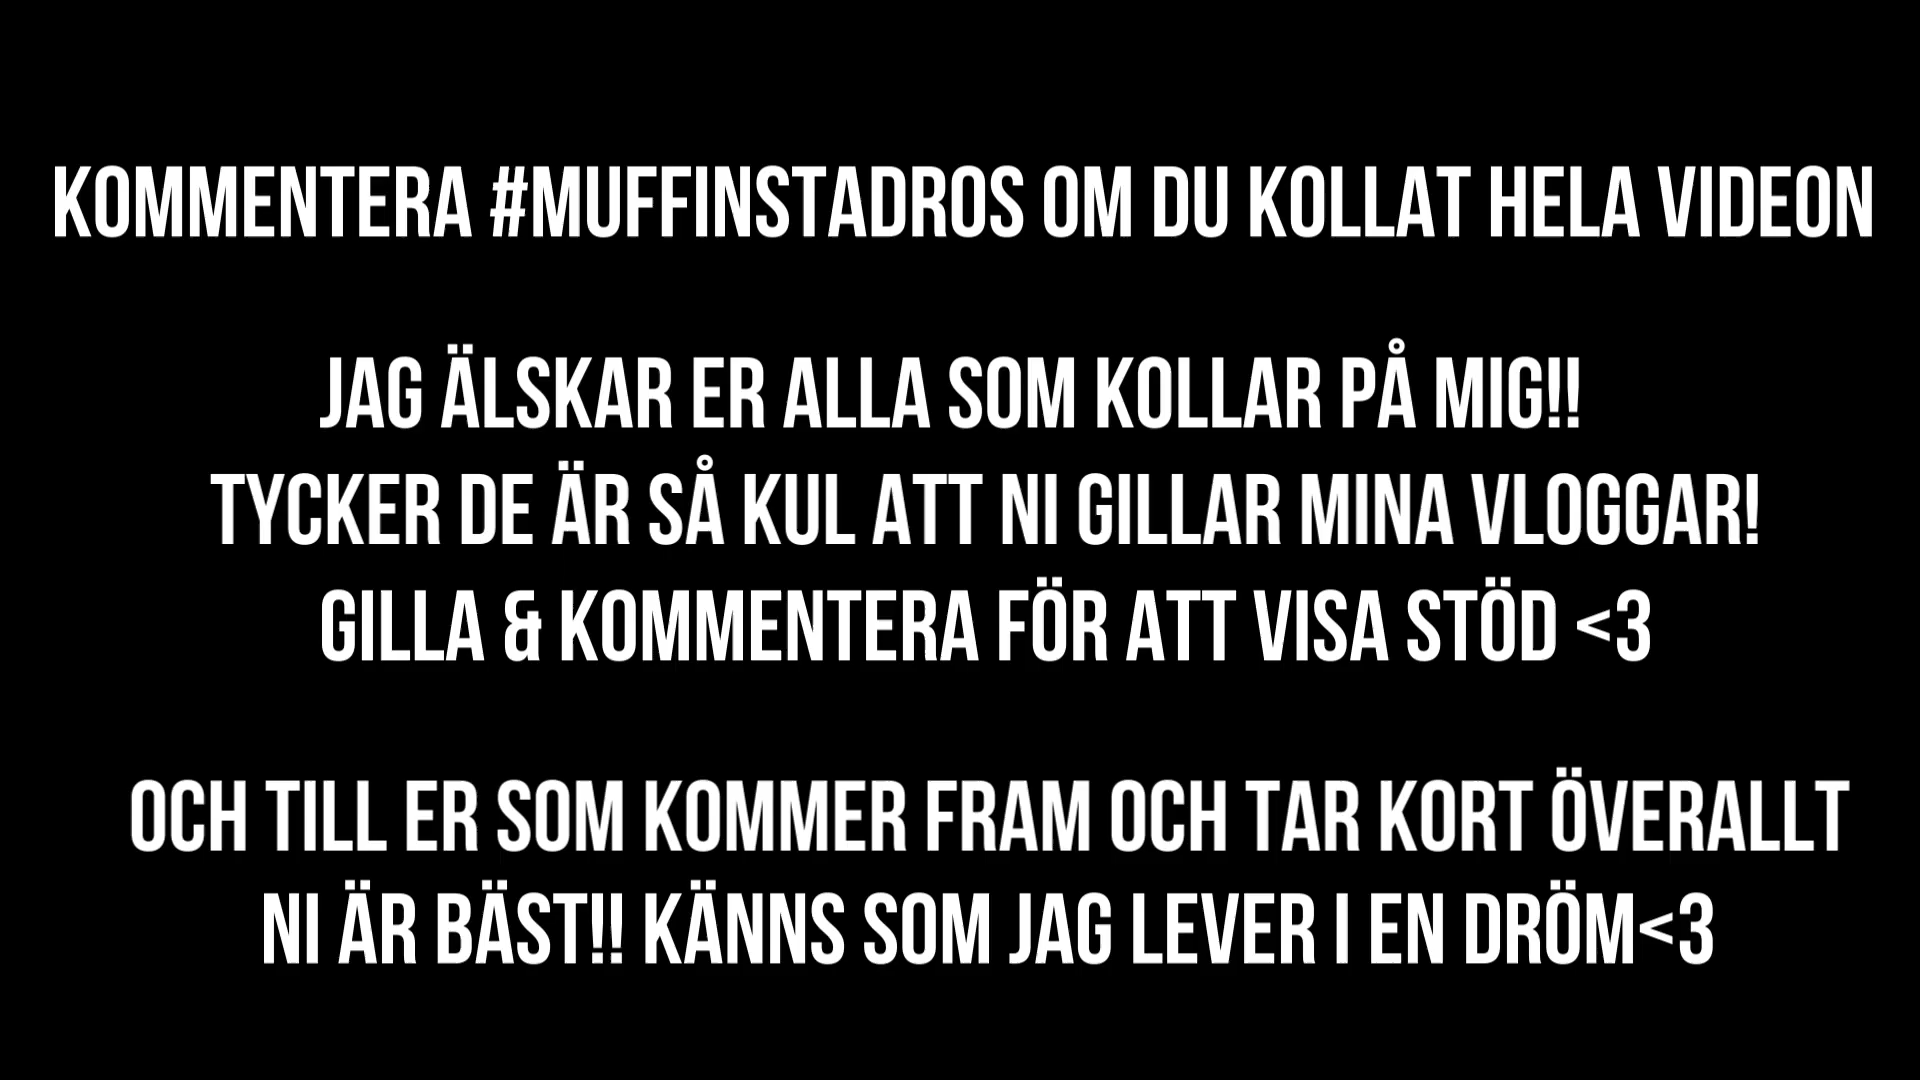 KOMMENTERA #MUFFINSTADROS OM DU KOLLAT HELA VIDEON
JAG ÄLSKAR ER ALLA SOM KOLLAR PÅ MIG!!
TYCKER DE ÄR SÅ KUL ATT NI GILLAR MINA VLOGGAR!
GILLA & KOMMENTERA FÖR ATT VISA STÖD <3
OCH TILL ER SOM KOMMER FRAM OCH TAR KORT ÖVERALLT
NI ÄR BÄST!! KÄNNS SOM JAG LEVER I EN DRÖM<3